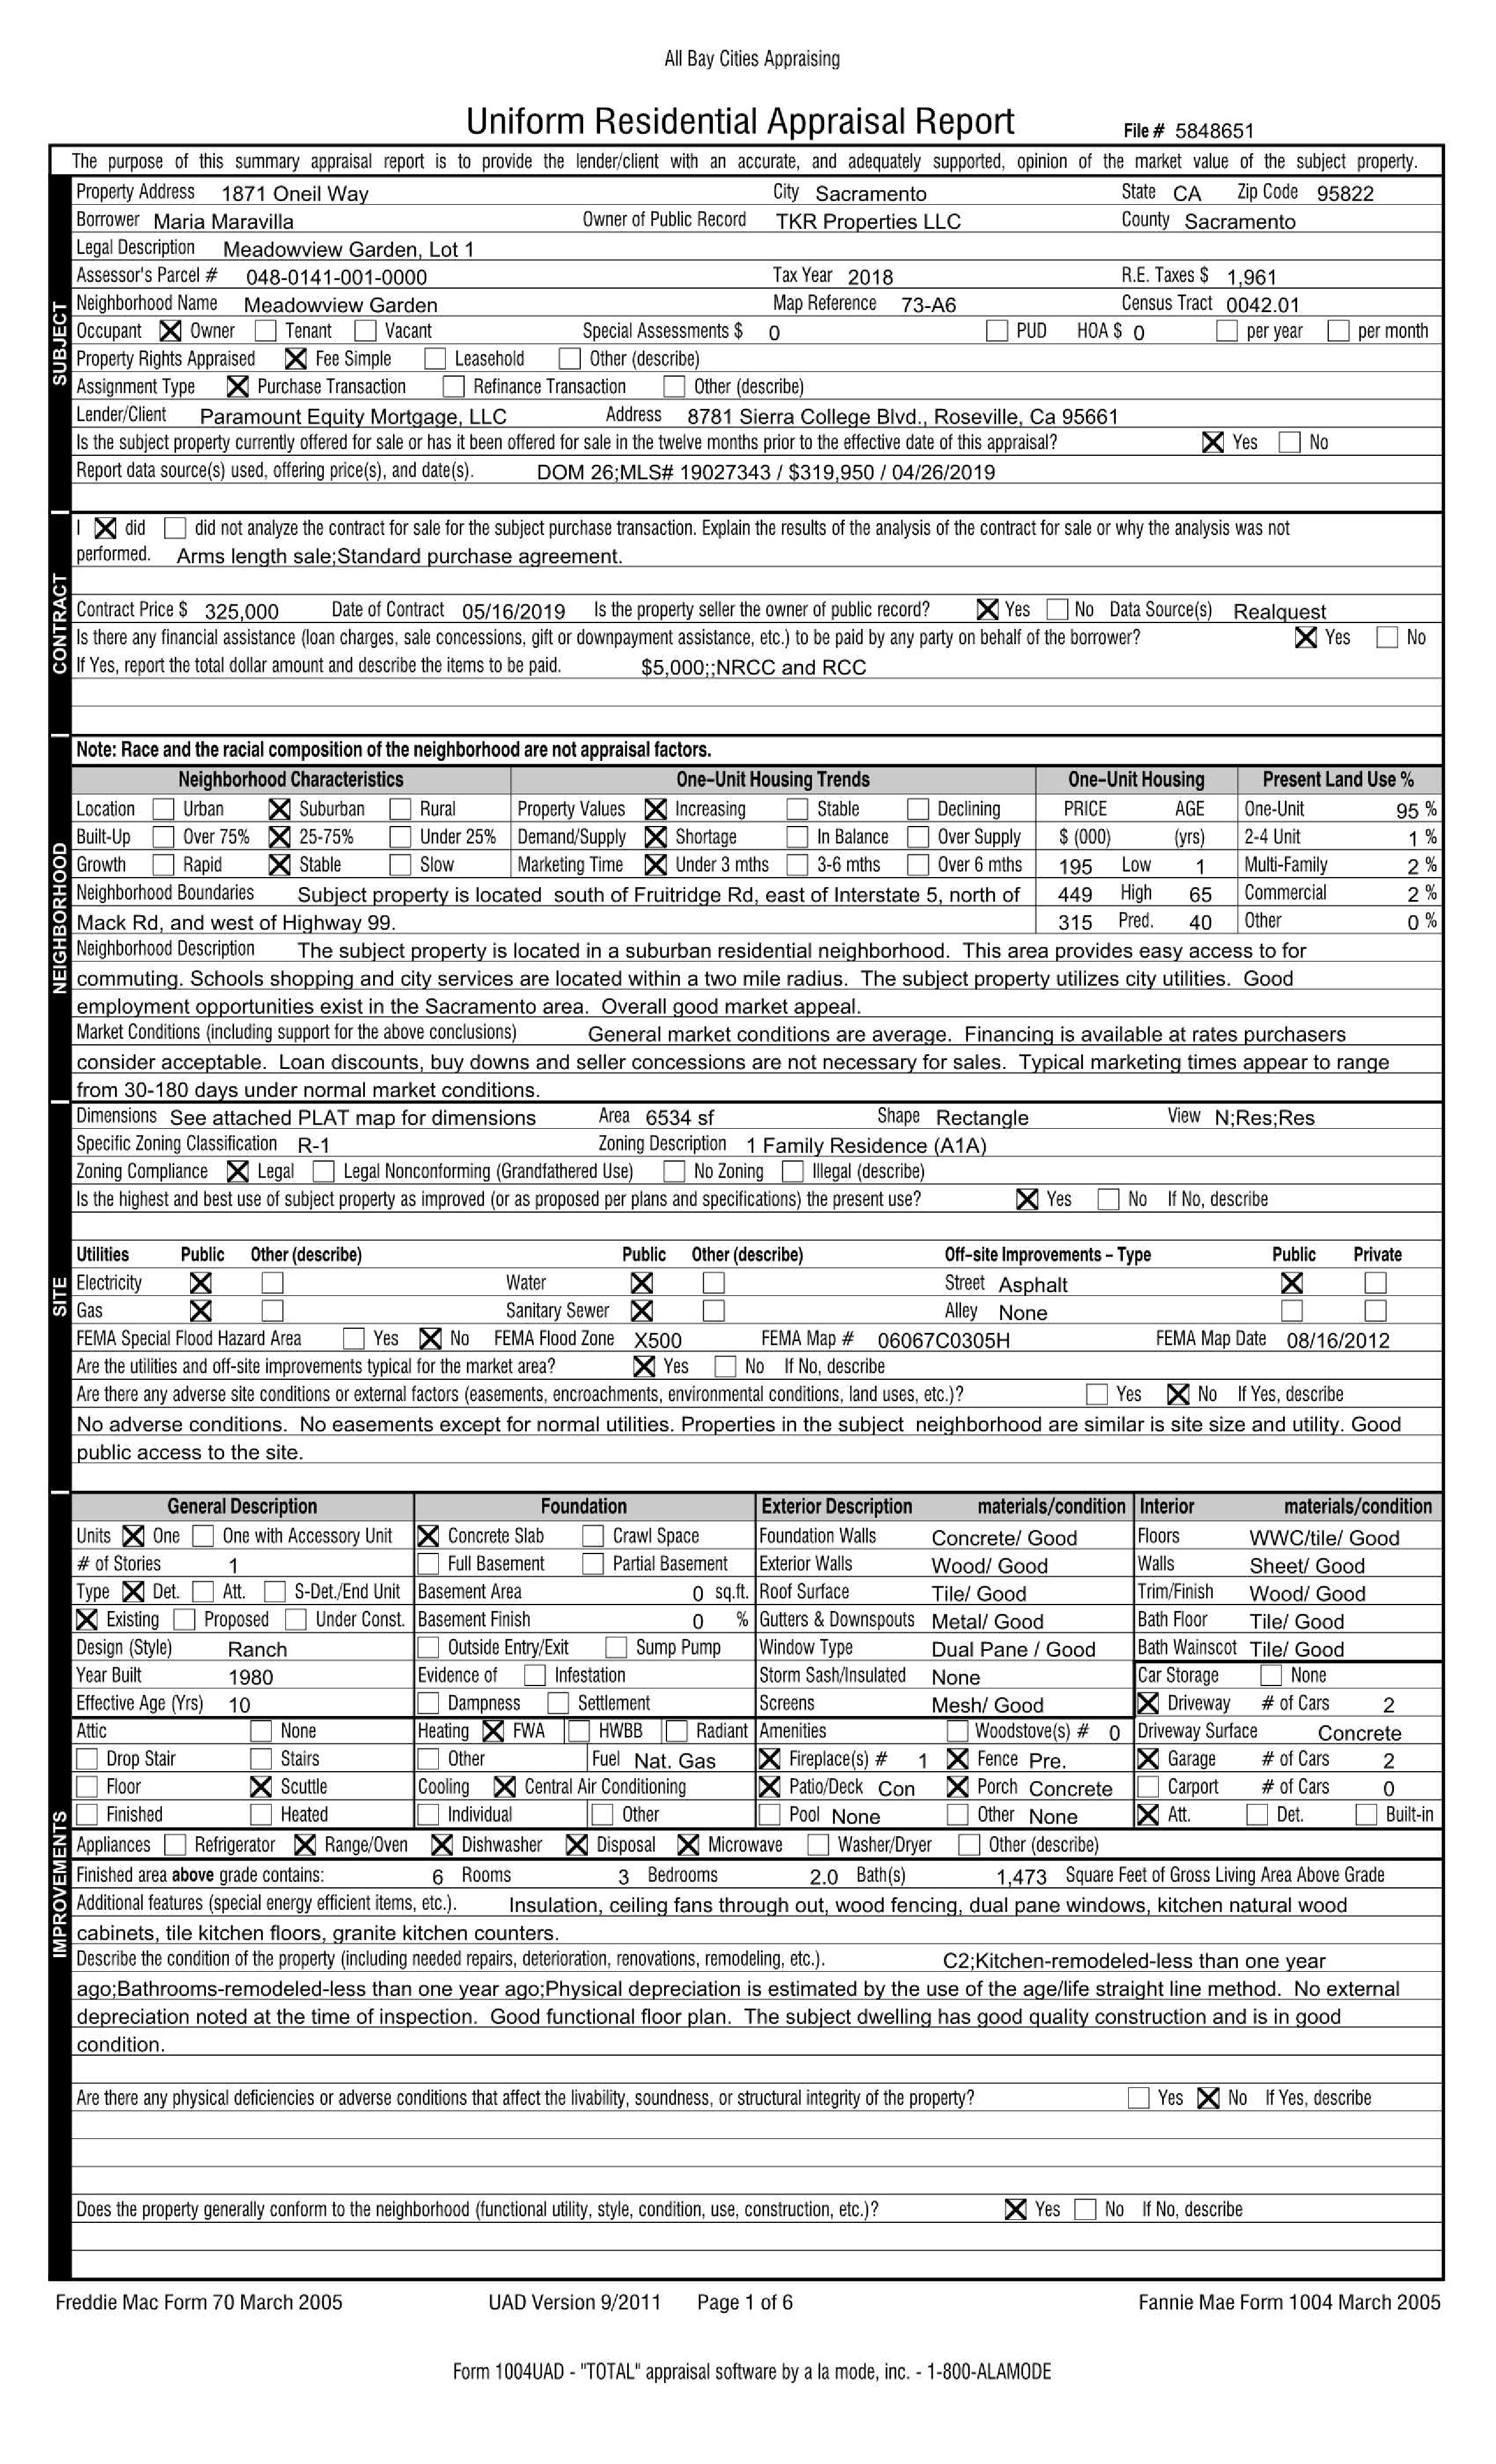 All Bay Cities Appraising
Uniform Residential Appraisal Report File # 5848651
The purpose of this summary appraisal report is to provide the lender/client with an accurate, and adequately supported, opinion of the market value of the subject property.
SUBJECT
Property Address 1871 Oneil Way City Sacramento State CA Zip Code 95822
Borrower Maria Maravilla Owner of Public Record TKR Properties LLC County Sacramento
Legal Description Meadowview Garden, Lot 1
Assessor's Parcel # 048-0141-001-0000 Tax Year 2018 R.E. Taxes $ 1,961
Neighborhood Name Meadowview Garden Map Reference 73-A6 Census Tract 0042.01
Occupant Owner Tenant Vacant Special Assessments $ 0 PUD HOA $ 0 per year per month
Property Rights Appraised Fee Simple Leasehold Other (describe)
Assignment Type Purchase Transaction Refinance Transaction Other (describe)
Lender/Client Paramount Equity Mortgage, LLC Address 8781 Sierra College Blvd., Roseville, Ca 95661
Is the subject property currently offered for sale or has it been offered for sale in the twelve months prior to the effective date of this appraisal? Yes No
Report data source(s) used, offering price(s), and date(s). DOM 26;MLS# 19027343 / $319,950 / 04/26/2019
CONTRACT
I did did not analyze the contract for sale for the subject purchase transaction. Explain the results of the analysis of the contract for sale or why the analysis was not
performed. Arms length sale;Standard purchase agreement.
Contract Price $ 325,000 Date of Contract 05/16/2019 Is the property seller the owner of public record? Yes No Data Source(s) Realquest
Is there any financial assistance (loan charges, sale concessions, gift or downpayment assistance, etc.) to be paid by any party on behalf of the borrower? Yes No
If Yes, report the total dollar amount and describe the items to be paid. $5,000;;NRCC and RCC
NEIGHBORHOOD
Note: Race and the racial composition of the neighborhood are not appraisal factors.
Neighborhood Characteristics One-Unit Housing Trends One-Unit Housing Present Land Use %
Location Urban Suburban Rural Property Values Increasing Stable Declining PRICE AGE One-Unit 95 %
Built-Up Over 75% 25-75% Under 25% Demand/Supply Shortage In Balance Over Supply $ (000) (yrs) 2-4 Unit 1 %
Growth Rapid Stable Slow Marketing Time Under 3 mths 3-6 mths Over 6 mths 195 Low 1 Multi-Family 2 %
Neighborhood Boundaries Subject property is located south of Fruitridge Rd, east of Interstate 5, north of 449 High 65 Commercial 2 %
Mack Rd, and west of Highway 99. 315 Pred. 40 Other 0 %
Neighborhood Description The subject property is located in a suburban residential neighborhood. This area provides easy access to for
commuting. Schools shopping and city services are located within a two mile radius. The subject property utilizes city utilities. Good
employment opportunities exist in the Sacramento area. Overall good market appeal.
Market Conditions (including support for the above conclusions) General market conditions are average. Financing is available at rates purchasers
consider acceptable. Loan discounts, buy downs and seller concessions are not necessary for sales. Typical marketing times appear to range
from 30-180 days under normal market conditions.
SITE
Dimensions See attached PLAT map for dimensions Area 6534 sf Shape Rectangle View N;Res;Res
Specific Zoning Classification R-1 Zoning Description 1 Family Residence (A1A)
Zoning Compliance Legal Legal Nonconforming (Grandfathered Use) No Zoning Illegal (describe)
Is the highest and best use of subject property as improved (or as proposed per plans and specifications) the present use? Yes No If No, describe
Utilities Public Other (describe) Public Other (describe) Off-site Improvements - Type Public Private
Electricity Water Street Asphalt
Gas Sanitary Sewer Alley None
FEMA Special Flood Hazard Area Yes No FEMA Flood Zone X500 FEMA Map # 06067C0305H FEMA Map Date 08/16/2012
Are the utilities and off-site improvements typical for the market area? Yes No If No, describe
Are there any adverse site conditions or external factors (easements, encroachments, environmental conditions, land uses, etc.)? Yes No If Yes, describe
No adverse conditions. No easements except for normal utilities. Properties in the subject neighborhood are similar is site size and utility. Good
public access to the site.
IMPROVEMENTS
General Description Foundation Exterior Description materials/condition Interior materials/condition
Units One One with Accessory Unit Concrete Slab Crawl Space Foundation Walls Concrete/ Good Floors WWC/tile/ Good
# of Stories 1 Full Basement Partial Basement Exterior Walls Wood/ Good Walls Sheet/ Good
Type Det. Att. S-Det./End Unit Basement Area 0 sq.ft. Roof Surface Tile/ Good Trim/Finish Wood/ Good
Existing Proposed Under Const. Basement Finish 0 % Gutters & Downspouts Metal/ Good Bath Floor Tile/ Good
Design (Style) Ranch Outside Entry/Exit Sump Pump Window Type Dual Pane / Good Bath Wainscot Tile/ Good
Year Built 1980 Evidence of Infestation Storm Sash/Insulated None Car Storage None
Effective Age (Yrs) 10 Dampness Settlement Screens Mesh/ Good Driveway # of Cars 2
Attic None Heating FWA HWBB Radiant Amenities Woodstove(s) # 0 Driveway Surface Concrete
Drop Stair Stairs Other Fuel Nat. Gas Fireplace(s) # 1 Fence Pre. Garage # of Cars 2
Floor Scuttle Cooling Central Air Conditioning Patio/Deck Con Porch Concrete Carport # of Cars 0
Finished Heated Individual Other Pool None Other None Att. Det. Built-in
Appliances Refrigerator Range/Oven Dishwasher Disposal Microwave Washer/Dryer Other (describe)
Finished area above grade contains: 6 Rooms 3 Bedrooms 2.0 Bath(s) 1,473 Square Feet of Gross Living Area Above Grade
Additional features (special energy efficient items, etc.). Insulation, ceiling fans through out, wood fencing, dual pane windows, kitchen natural wood
cabinets, tile kitchen floors, granite kitchen counters.
Describe the condition of the property (including needed repairs, deterioration, renovations, remodeling, etc.). C2;Kitchen-remodeled-less than one year
ago;Bathrooms-remodeled-less than one year ago;Physical depreciation is estimated by the use of the age/life straight line method. No external
depreciation noted at the time of inspection. Good functional floor plan. The subject dwelling has good quality construction and is in good
condition.
Are there any physical deficiencies or adverse conditions that affect the livability, soundness, or structural integrity of the property? Yes No If Yes, describe
Does the property generally conform to the neighborhood (functional utility, style, condition, use, construction, etc.)? Yes No If No, describe
Freddie Mac Form 70 March 2005 UAD Version 9/2011 Page 1 of 6 Fannie Mae Form 1004 March 2005
Form 1004UAD - "TOTAL" appraisal software by a la mode, inc. - 1-800-ALAMODE